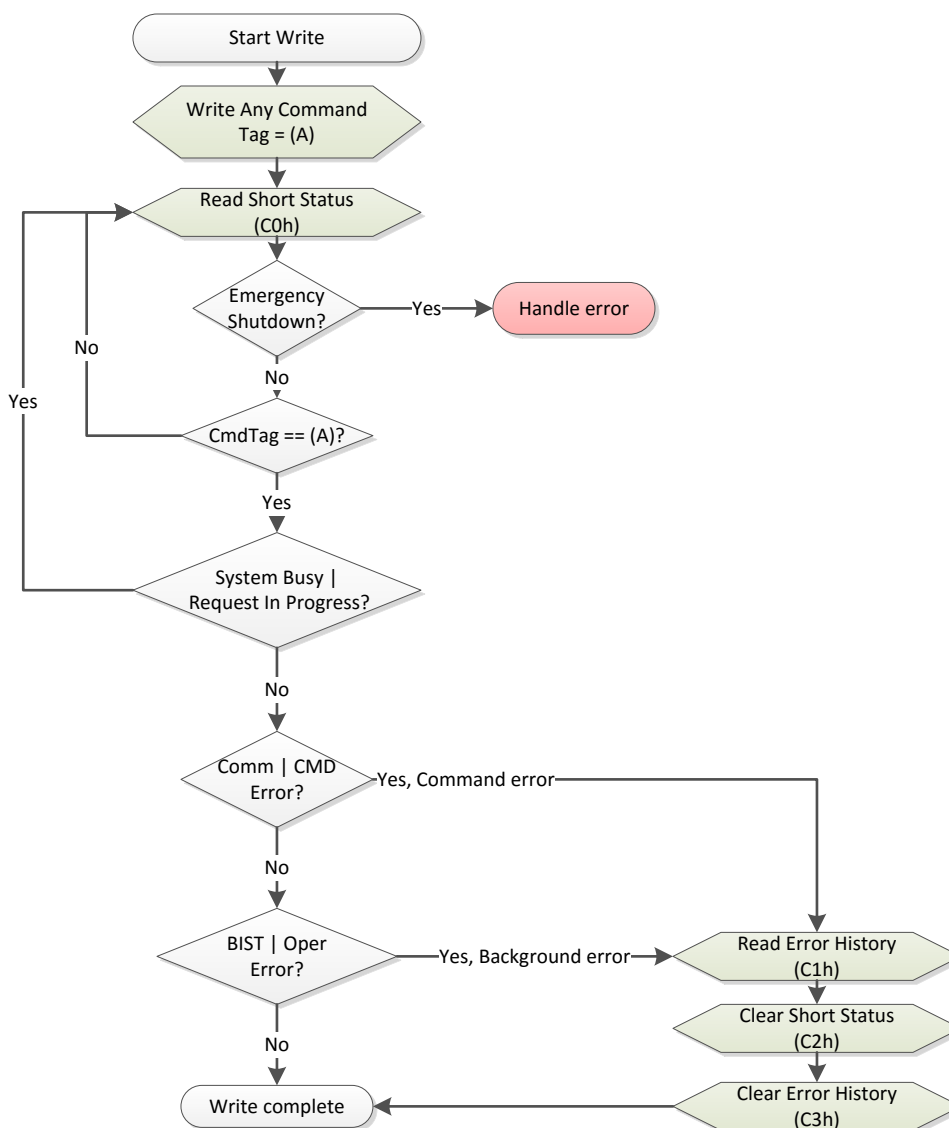 Start Write
Write Any Command
Tag = (A)
Read Short Status
(C0h)
Emergency
Shutdown?
Yes
Handle error
No
No
Yes
CmdTag == (A)?
Yes
System Busy |
Request In Progress?
No
Comm | CMD
Error?
Yes, Command error
No
BIST | Oper
Error?
Yes, Background error
Read Error History
(C1h)
Clear Short Status
(C2h)
No
Write complete
Clear Error History
(C3h)